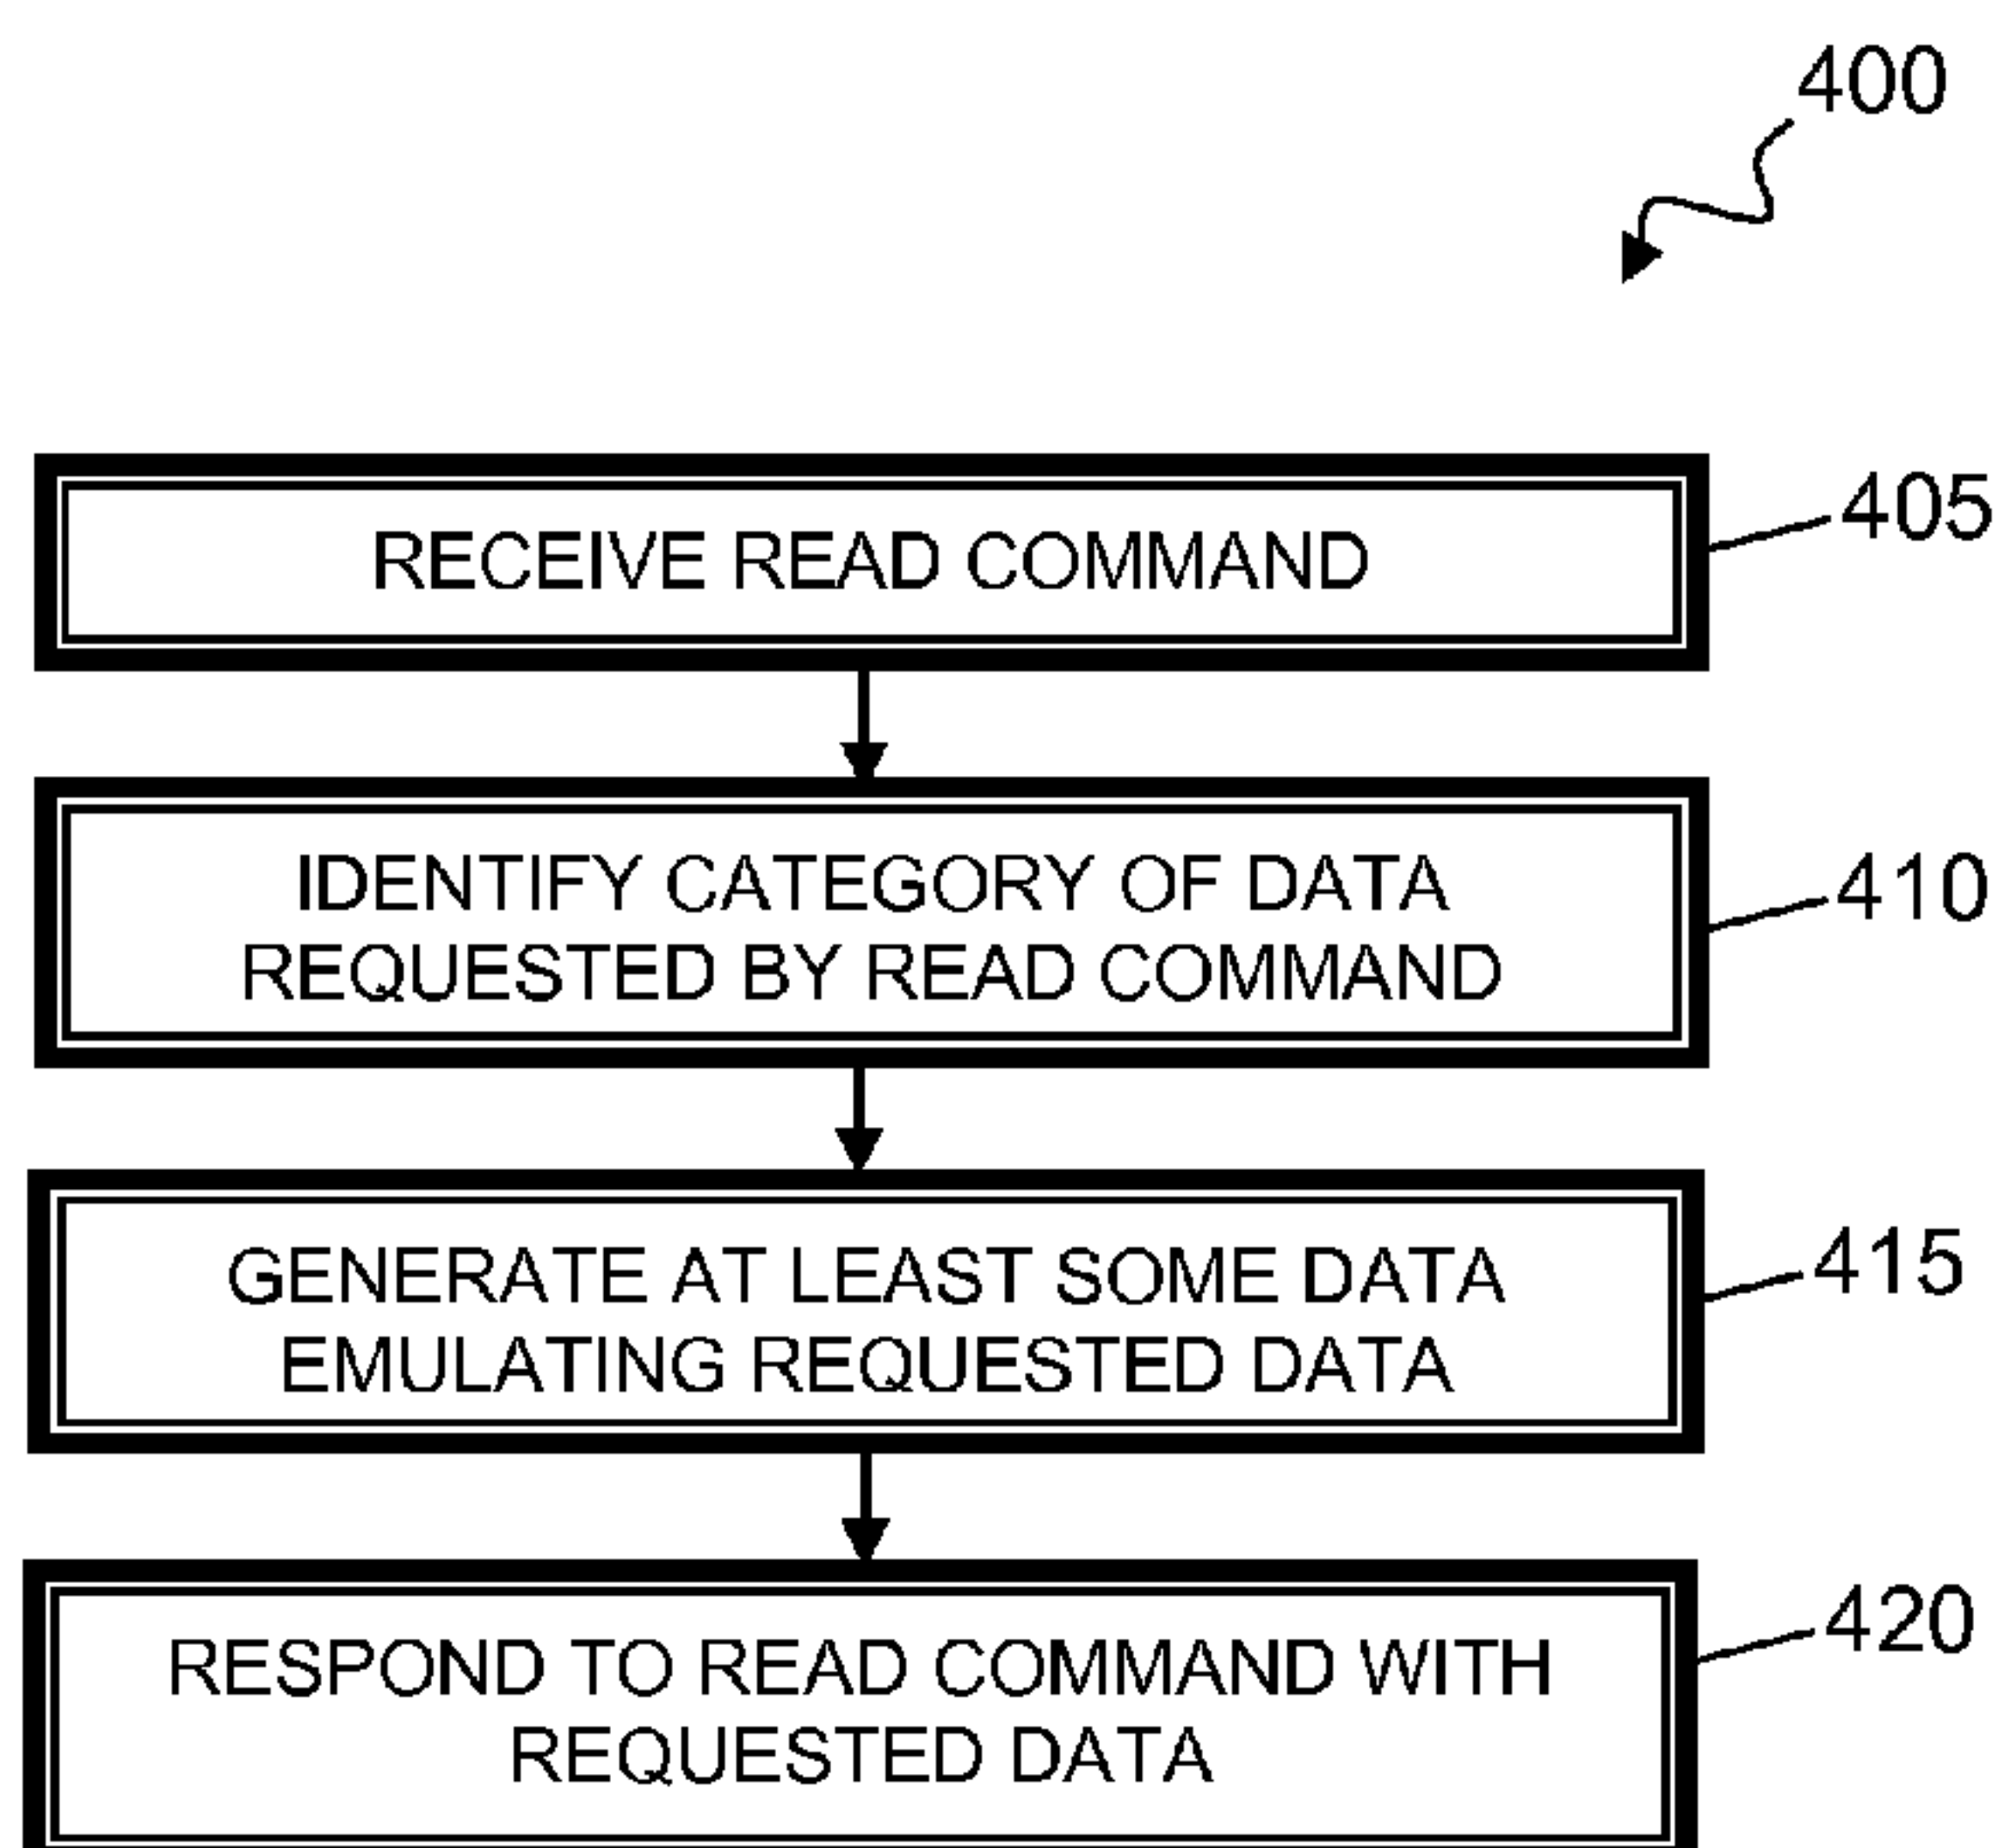 400
RECEIVE READ COMMAND
405
IDENTIFY CATEGORY OF DATA
REQUESTED BY READ COMMAND
410
GENERATE AT LEAST SOME DATA
EMULATING REQUESTED DATA
415
RESPOND TO READ COMMAND WITH
REQUESTED DATA
420